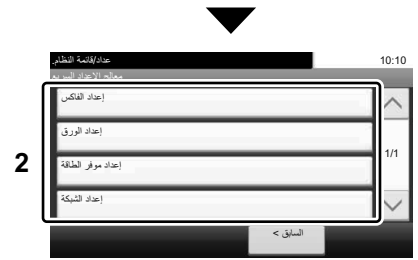 عداد/قائمة النظام.
10:10
معالج الإعداد السريع
إعداد الفاكس
إعداد الورق
إعداد موفر الطاقة
إعداد الشبكة
1/1
2
السابق >